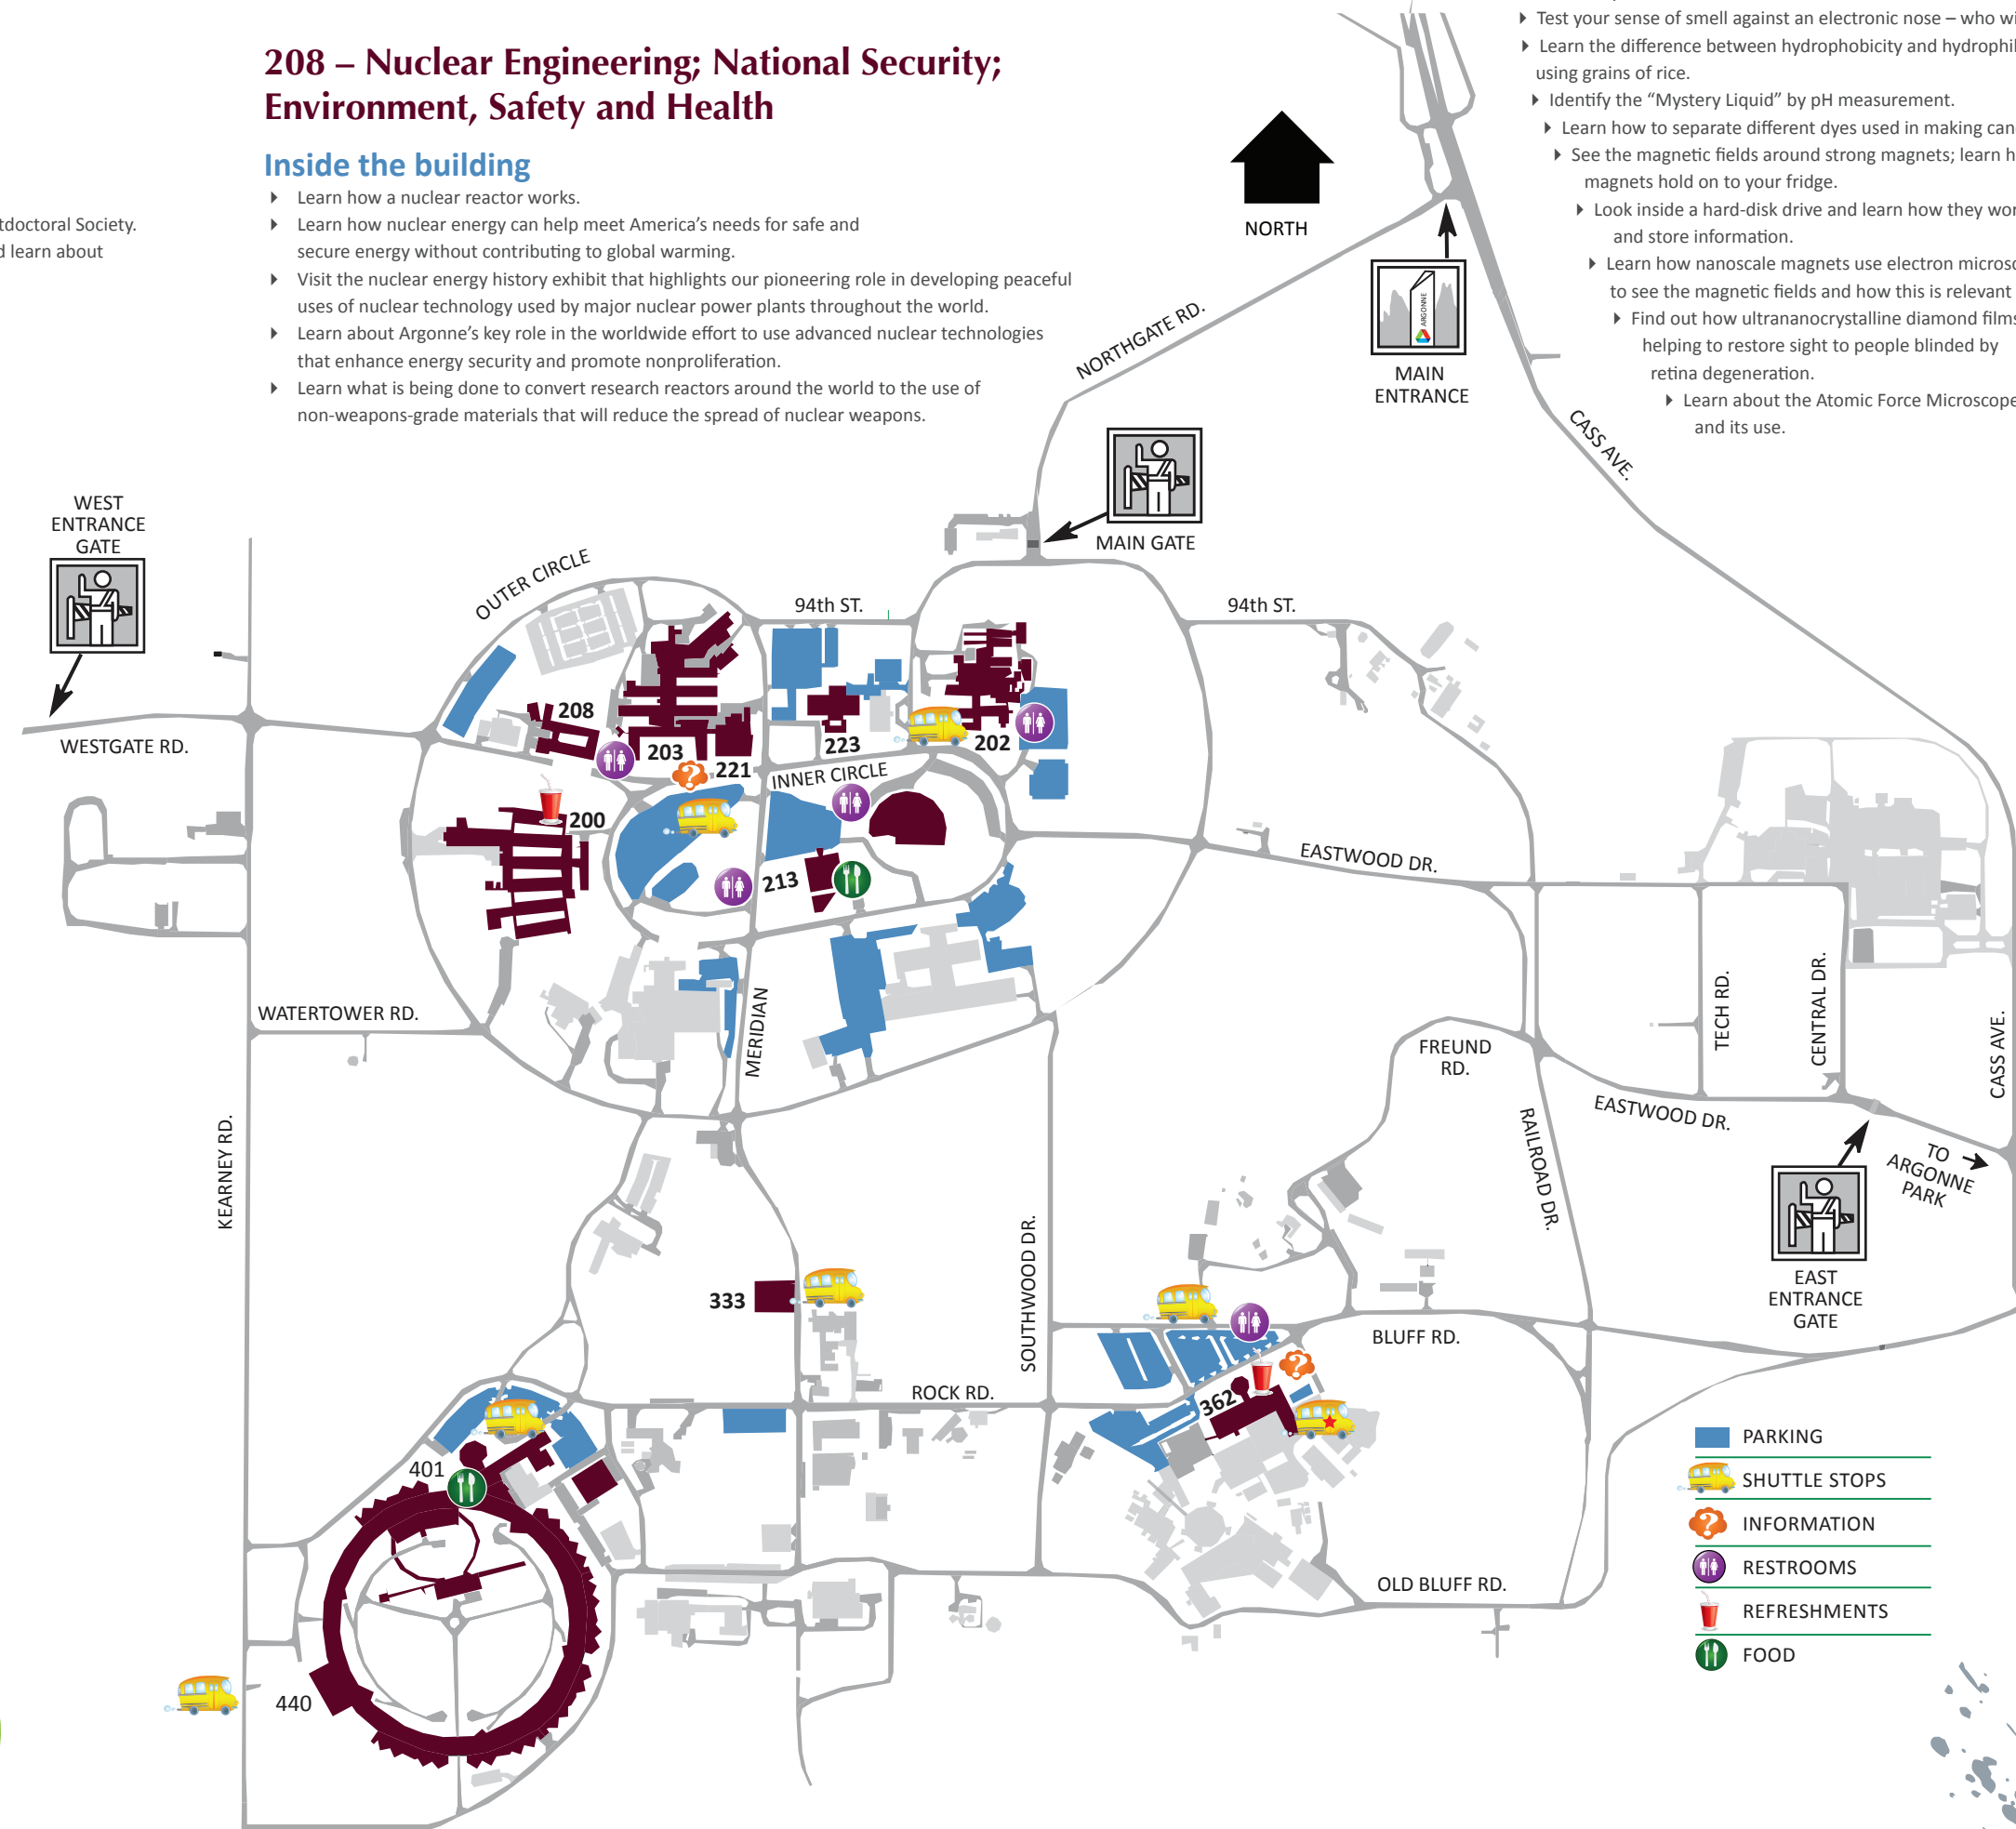 tdoctoral Society.
d learn about
208 – Nuclear Engineering; National Security;
Environment, Safety and Health
Inside the building
Learn how a nuclear reactor works.
Learn how nuclear energy can help meet America’s needs for safe and
secure energy without contributing to global warming.
Visit the nuclear energy history exhibit that highlights our pioneering role in developing peaceful
uses of nuclear technology used by major nuclear power plants throughout the world.
Learn about Argonne’s key role in the worldwide effort to use advanced nuclear technologies
that enhance energy security and promote nonproliferation.
Learn what is being done to convert research reactors around the world to the use of
non-weapons-grade materials that will reduce the spread of nuclear weapons.
Test your sense of smell against an electronic nose – who wi
Learn the difference between hydrophobicity and hydrophil
using grains of rice.
Identify the “Mystery Liquid” by pH measurement.
Learn how to separate different dyes used in making can
See the magnetic fields around strong magnets; learn h
magnets hold on to your fridge.
Look inside a hard-disk drive and learn how they wor
and store information.
Learn how nanoscale magnets use electron microsc
to see the magnetic fields and how this is relevant
Find out how ultrananocrystalline diamond films
helping to restore sight to people blinded by
retina degeneration.
Learn about the Atomic Force Microscope
and its use.
NORTH
ARGONNE
MAIN
ENTRANCE
NORTHGATE RD.
CASS AVE.
WEST
ENTRANCE
GATE
MAIN GATE
OUTER CIRCLE
94th ST.
94th ST.
WESTGATE RD.
208
203
221
223
202
INNER CIRCLE
200
213
EASTWOOD DR.
WATERTOWER RD.
MERIDIAN
FREUND
RD.
TECH RD.
CENTRAL DR.
CASS AVE.
KEARNEY RD.
EASTWOOD DR.
RAILROAD DR.
TO
ARGONNE
PARK
EAST
ENTRANCE
GATE
333
SOUTHWOOD DR.
BLUFF RD.
ROCK RD.
362
401
OLD BLUFF RD.
440
PARKING
SHUTTLE STOPS
INFORMATION
RESTROOMS
REFRESHMENTS
FOOD